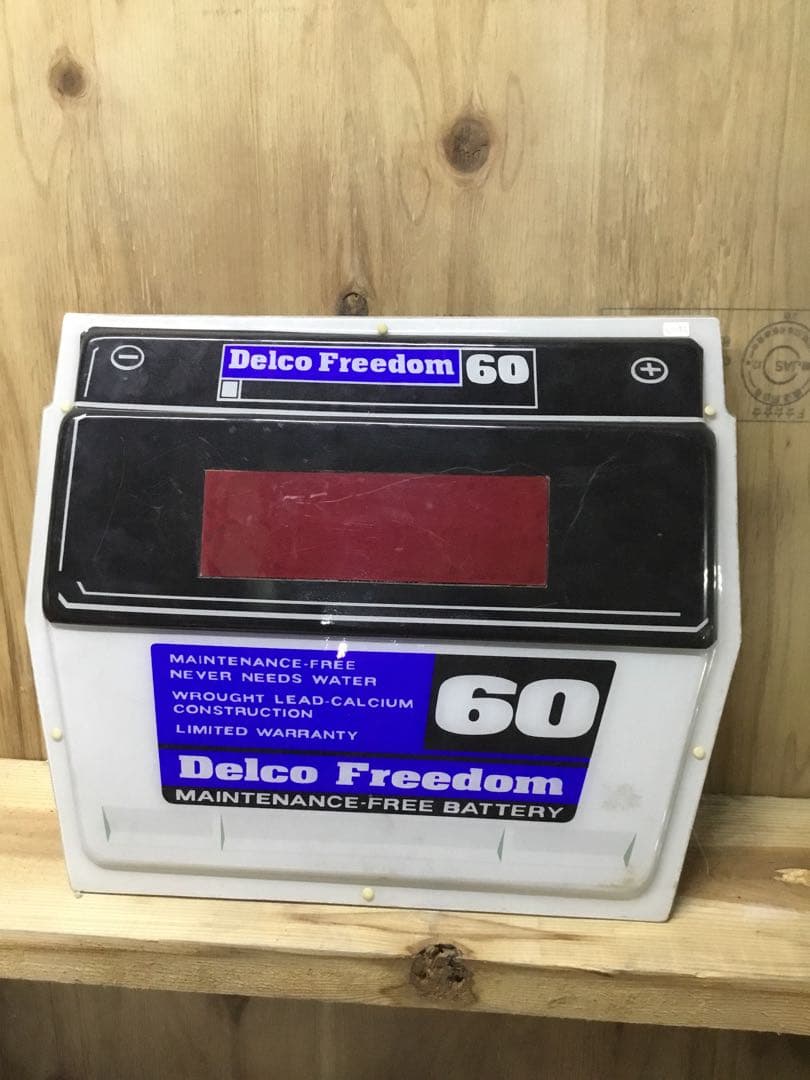 Delco Freedom 60
JAS
MAINTENANCE-FREE
NEVER NEEDS WATER
WROUGHT LEAD-CALCIUM
CONSTRUCTION
LIMITED WARRANTY
60
Delco Freedom
MAINTENANCE-FREE BATTERY